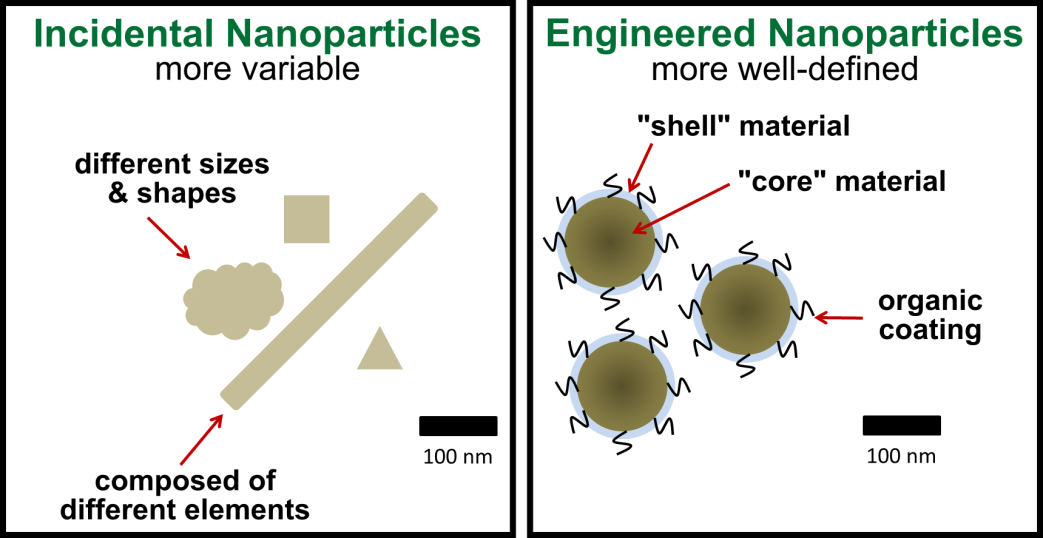 Incidental Nanoparticles
more variable
different sizes
& shapes
composed of
different elements
100 nm
Engineered Nanoparticles
more well-defined
"shell" material
"core" material
organic
coating
100 nm